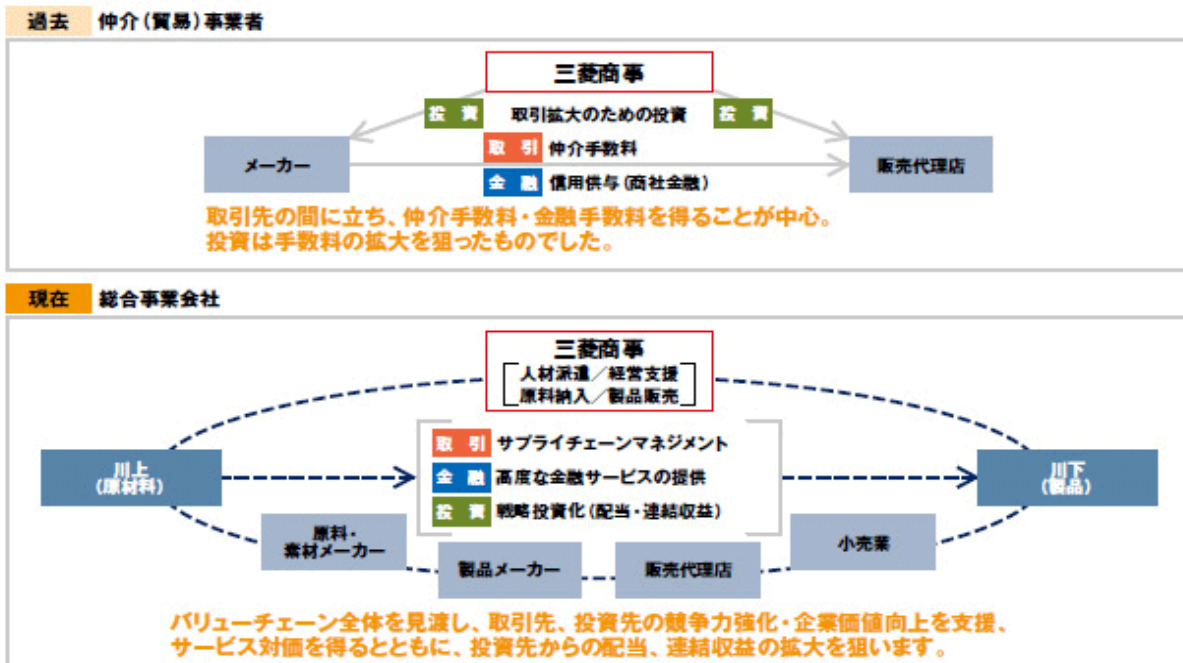 過去 仲介(貿易)事業者
三菱商事
投資 取引拡大のための投資 投資
メーカー
取引 仲介手数料
販売代理店
金融 信用供与(商社金融)
取引先の間に立ち、仲介手数料・金融手数料を得ることが中心。
投資は手数料の拡大を狙ったものでした。
現在 総合事業会社
三菱商事
人材派遣/経営支援
原料納入/製品販売
取引 サプライチェーンマネジメント
川上
(原材料)
金融 高度な金融サービスの提供
川下
(製品)
投資 戦略投資化(配当・連結収益)
原料・
素材メーカー
製品メーカー
販売代理店
小売業
バリューチェーン全体を見渡し、取引先、投資先の競争力強化・企業価値向上を支援、
サービス対価を得るとともに、投資先からの配当、連結収益の拡大を狙います。